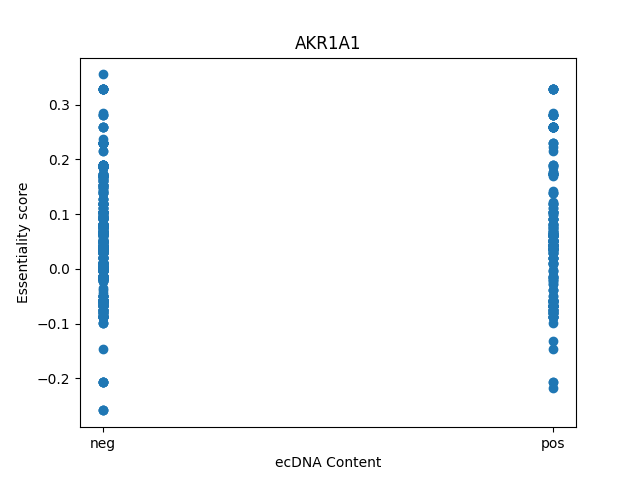 AKR1A1
Essentiality score
0.3
0.2
0.1
0.0
−0.1
−0.2
neg
pos
ecDNA Content